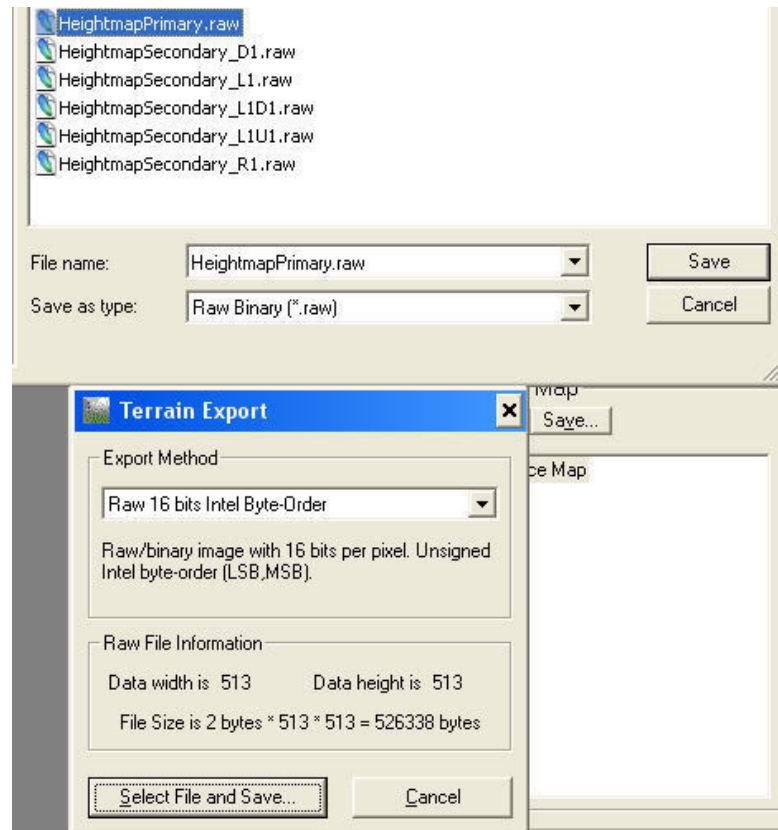 HeightmapPrimary.raw
HeightmapSecondary_D1.raw
HeightmapSecondary_L1.raw
HeightmapSecondary_L1D1.raw
HeightmapSecondary_L1U1.raw
HeightmapSecondary_R1.raw
File name: HeightmapPrimary.raw Save
Save as type: Raw Binary (*.raw) Cancel
Map
Terrain Export
Save...
Export Method
ce Map
Raw 16 bits Intel Byte-Order
Raw/binary image with 16 bits per pixel. Unsigned
Intel byte-order (LSB,MSB).
Raw File Information
Data width is 513 Data height is 513
File Size is 2 bytes * 513 * 513 = 526338 bytes
Select File and Save... Cancel